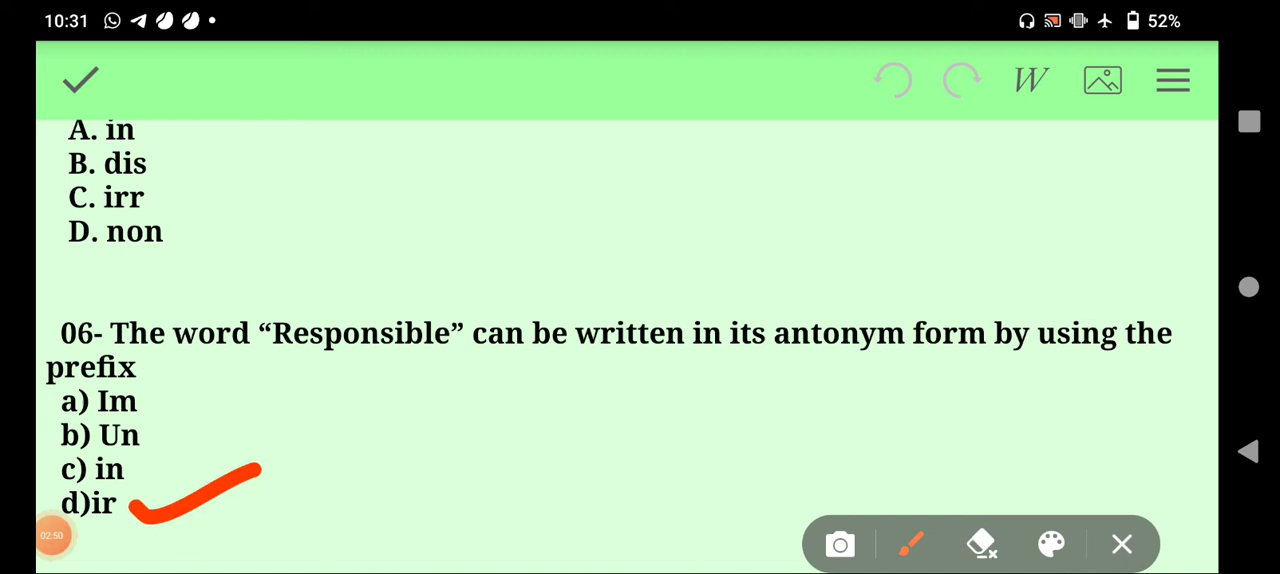 10:31
52%
W
A. in
B. dis
C. irr
D. non
06- The word “Responsible” can be written in its antonym form by using the
prefix
a) Im
b) Un
c) in
d)ir
02:50